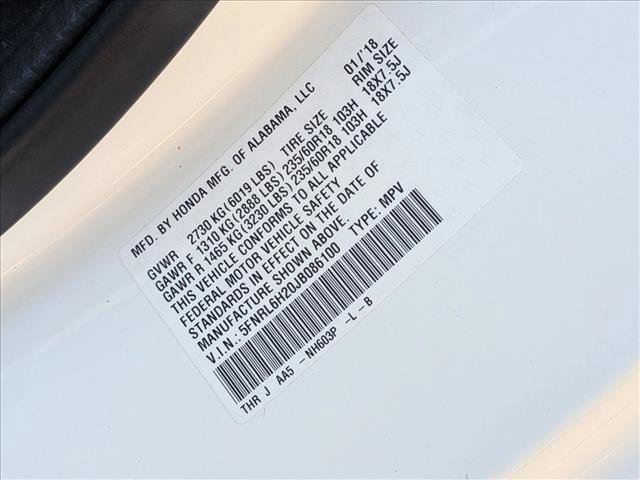 MFD. BY HONDA MFG. OF ALABAMA, LLC 01/'18
GVWR 2730 KG(6019 LBS) TIRE SIZE RIM SIZE
GAWR F 1310 KG(2888 LBS)235/60R18 103H 18X7.5J
GAWR R 1465 KG(3230 LBS)235/60R18 103H 18X7.5J
THIS VEHICLE CONFORMS TO ALL APPLICABLE
FEDERAL MOTOR VEHICLE SAFETY
STANDARDS IN EFFECT ON THE DATE OF
MANUFACTURE SHOWN ABOVE.
V.I.N.:5FNRL6H20JB086100 TYPE: MPV
THR J AA5 -NH603P -L -B